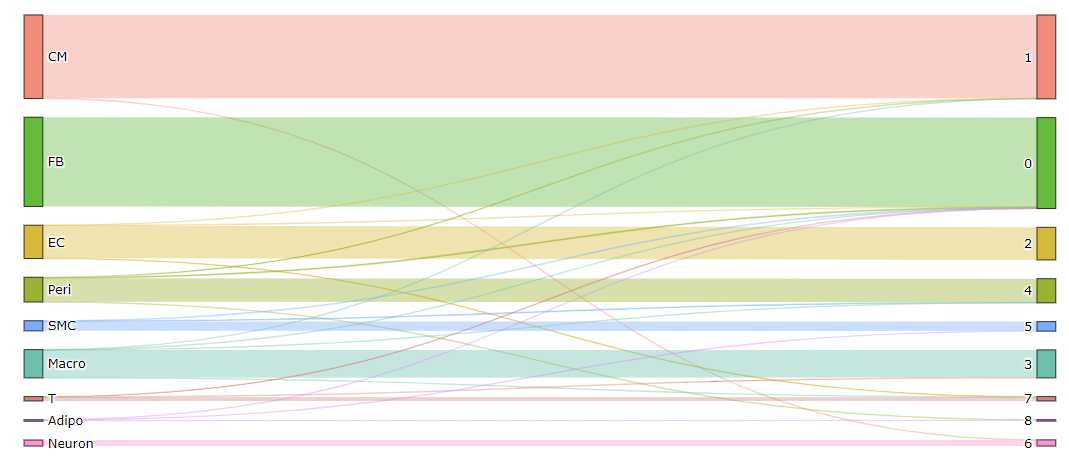 CM
1
FB
0
EC
2
Peri
4
SMC
5
Macro
3
T
7
Adipo
8
Neuron
6